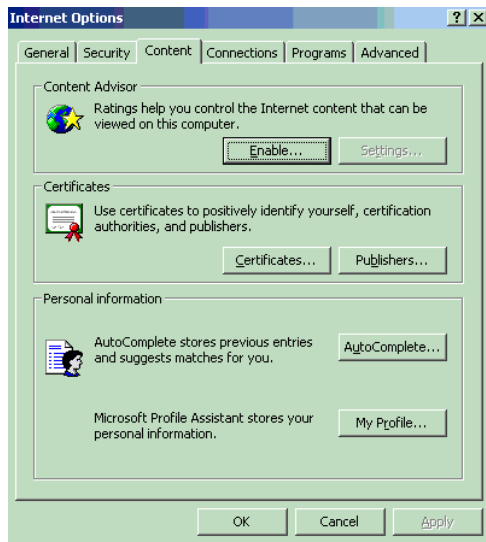 Internet Options
General Security Content Connections Programs Advanced
Content Advisor
Ratings help you control the Internet content that can be
viewed on this computer.
Enable... Settings...
Certificates
Use certificates to positively identify yourself, certification
authorities, and publishers.
Certificates... Publishers...
Personal information
AutoComplete stores previous entries
and suggests matches for you.
AutoComplete...
Microsoft Profile Assistant stores your
personal information.
My Profile...
OK Cancel Apply